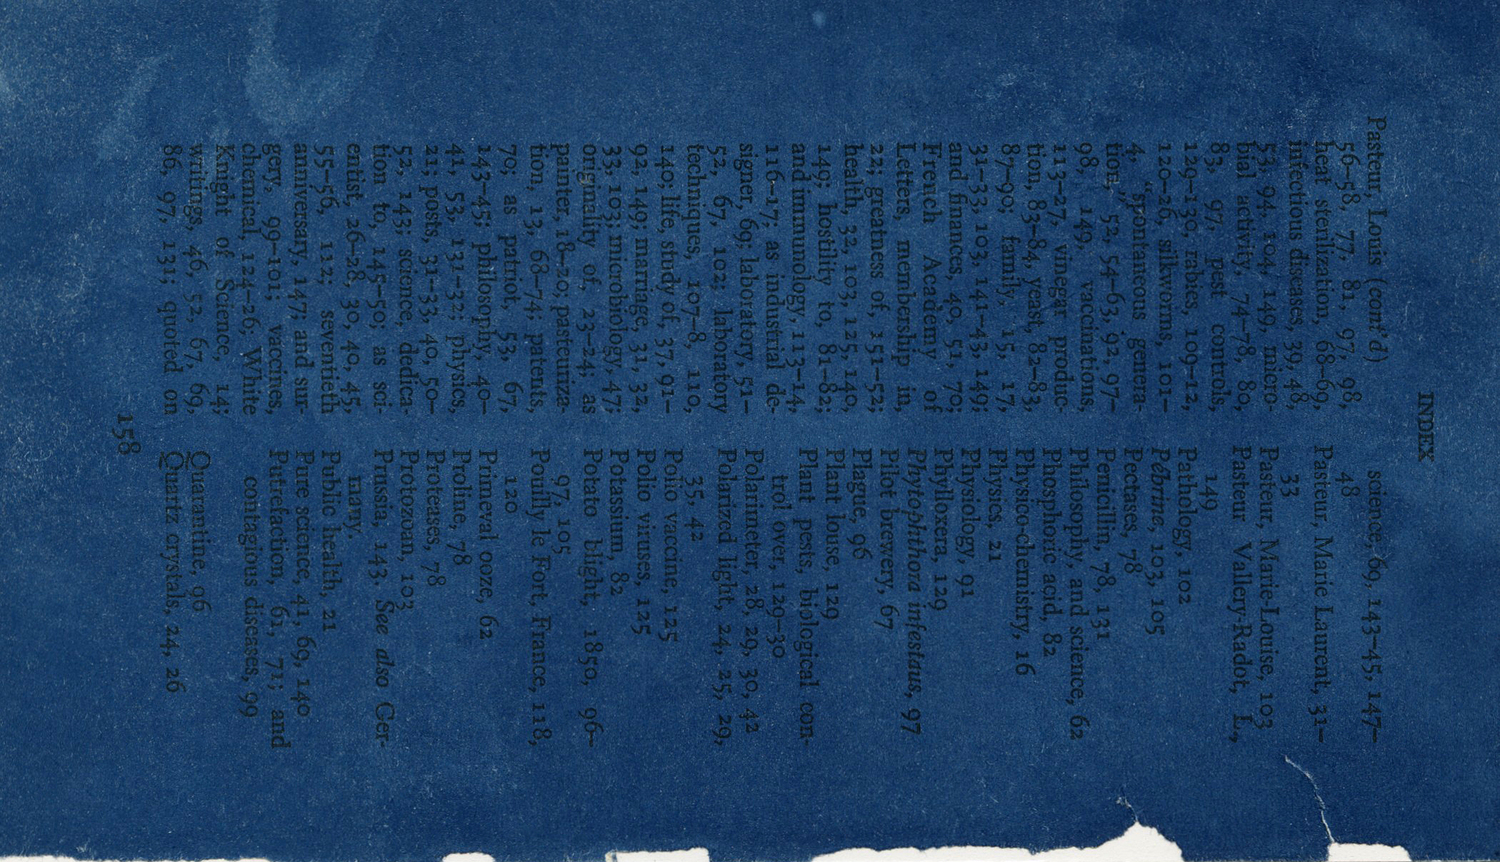 INDEX
Pasteur, Louis (cont'd)
56-58, 77, 81, 97, 98,
heat sterilization, 68-69,
infectious diseases, 39, 48,
53, 94, 104, 149, micro-
bial activity, 74-78, 80,
83, 97, pest controls,
129-130, rabies, 109-12,
120-26, silkworms, 101-
4, "spontaneous genera-
tion, 52, 54-63, 92, 97-
98, 149, vaccinations,
113-27, vinegar produc-
tion, 83-84, yeast, 82-83,
87-90; family, 15, 17,
31-33, 103, 141-43, 149;
and finances, 40, 51, 70;
French Academy of
Letters, membership in,
22; greatness of, 151-52;
health, 32, 103, 125, 140,
149; hostility to, 81-82;
and immunology, 113-14,
116-17; as industrial de-
signer, 69; laboratory, 51-
52, 67, 102; laboratory
techniques, 107-8, 110,
140; life, study of, 37, 91-
92, 149; marriage, 31, 32,
33, 103; microbiology, 47;
originality of, 23-24, as
painter, 18-20; pasteuriza-
tion, 13, 68-74, parents,
70; as patriot, 53, 67,
143-45; philosophy, 40-
41, 53, 131-32; physics,
21; posts, 31-33, 40, 50-
52, 143; science, dedica-
tion to, 145-50; as sci-
entist, 26-28, 30, 40, 45,
55-56, 112; seventieth
anniversary, 147; and sur-
gery, 99-101; vaccines,
chemical, 124-26, White
Knight of Science, 14;
writings, 46, 52, 67, 69,
86, 97, 131; quoted on
science, 69, 143-45, 147-
48
Pasteur, Marie Laurent, 31-
33
Pasteur, Marie-Louise, 103
Pasteur Vallery-Radot, L.,
149
Pathology, 102
Pébrine, 103, 105
Pectases, 78
Penicillin, 78, 131
Philosophy, and science, 62
Phosphoric acid, 82
Physico-chemistry, 16
Physics, 21
Physiology, 91
Phylloxera, 129
Phytophthora infestaus, 97
Pilot brewery, 67
Plague, 96
Plant louse, 129
Plant pests, biological con-
trol over, 129-30
Polarimeter, 28, 29, 30, 42
Polarized light, 24, 25, 29,
35, 42
Polio vaccine, 125
Polio viruses, 125
Potassium, 82
Potato blight, 1850, 96-
97, 105
Pouilly le Fort, France, 118,
120
Primeval ooze, 62
Proline, 78
Proteases, 78
Protozoan, 103
Prussia, 143. See also Ger-
many.
Public health, 21
Pure science, 41, 69, 140
Putrefaction, 61, 71; and
contagious diseases, 99
Quarantine, 96
Quartz crystals, 24, 26
158